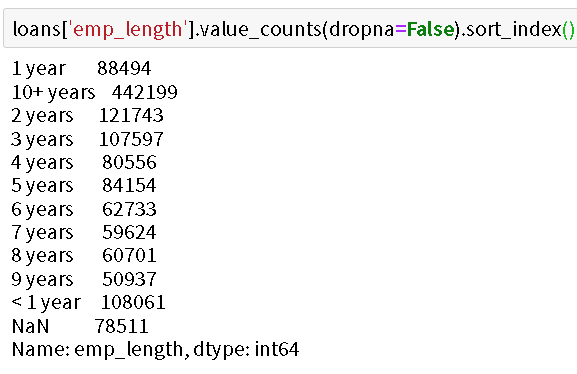 loans['emp_length'].value_counts(dropna=False).sort_index()
1 year 88494
10+ years 442199
2 years 121743
3 years 107597
4 years 80556
5 years 84154
6 years 62733
7 years 59624
8 years 60701
9 years 50937
< 1 year 108061
NaN 78511
Name: emp_length, dtype: int64